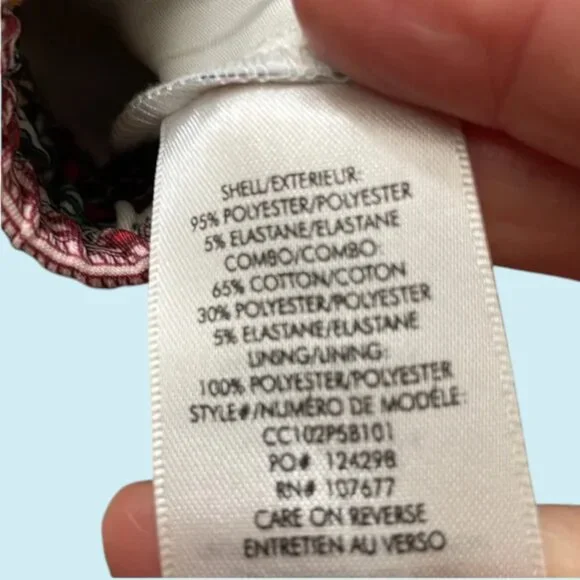 SHELL/EXTERIEUR:
95% POLYESTER/POLYESTER
5% ELASTANE/ELASTANE
COMBO/COMBO:
65% COTTON/COTON
30% POLYESTER/POLYESTER
5% ELASTANE/ELASTANE
LINING/LINING:
100% POLYESTER/POLYESTER
STYLE#/NUMÉRO DE MODÈLE:
CC102P5B101
PO# 124298
RN# 107677
CARE ON REVERSE
ENTRETIEN AU VERSO